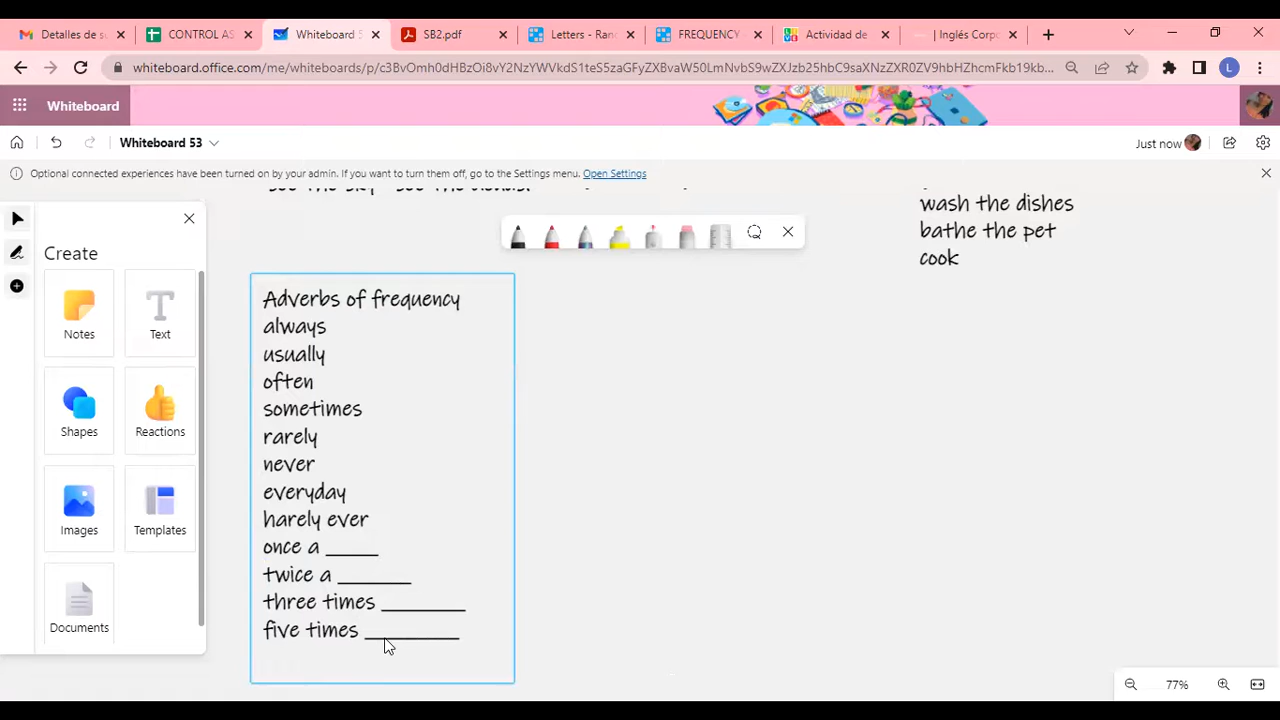 Detalles de su
CONTROL AS
Whiteboard 5
SB2.pdf
Letters - Ran
FREQUENCY
Actividad de
| Inglés Corpo
whiteboard.office.com/me/whiteboards/p/c3BvOmh0dHBzOi8vY2NzYWVkdS1teS5zaGFyZXBvaW50LmNvbS9wZXJzb25hbC9saXNzZXR0ZV9hbHZhcmFkb19kb...
Whiteboard
Whiteboard 53
Just now
Optional connected experiences have been turned on by your admin. If you want to turn them off, go to the Settings menu. Open Settings
wash the dishes
bathe the pet
cook
Create
Notes
Text
Shapes
Reactions
Images
Templates
Documents
Adverbs of frequency
always
usually
often
sometimes
rarely
never
everyday
harely ever
once a _____
twice a _______
three times ________
five times _________
77%